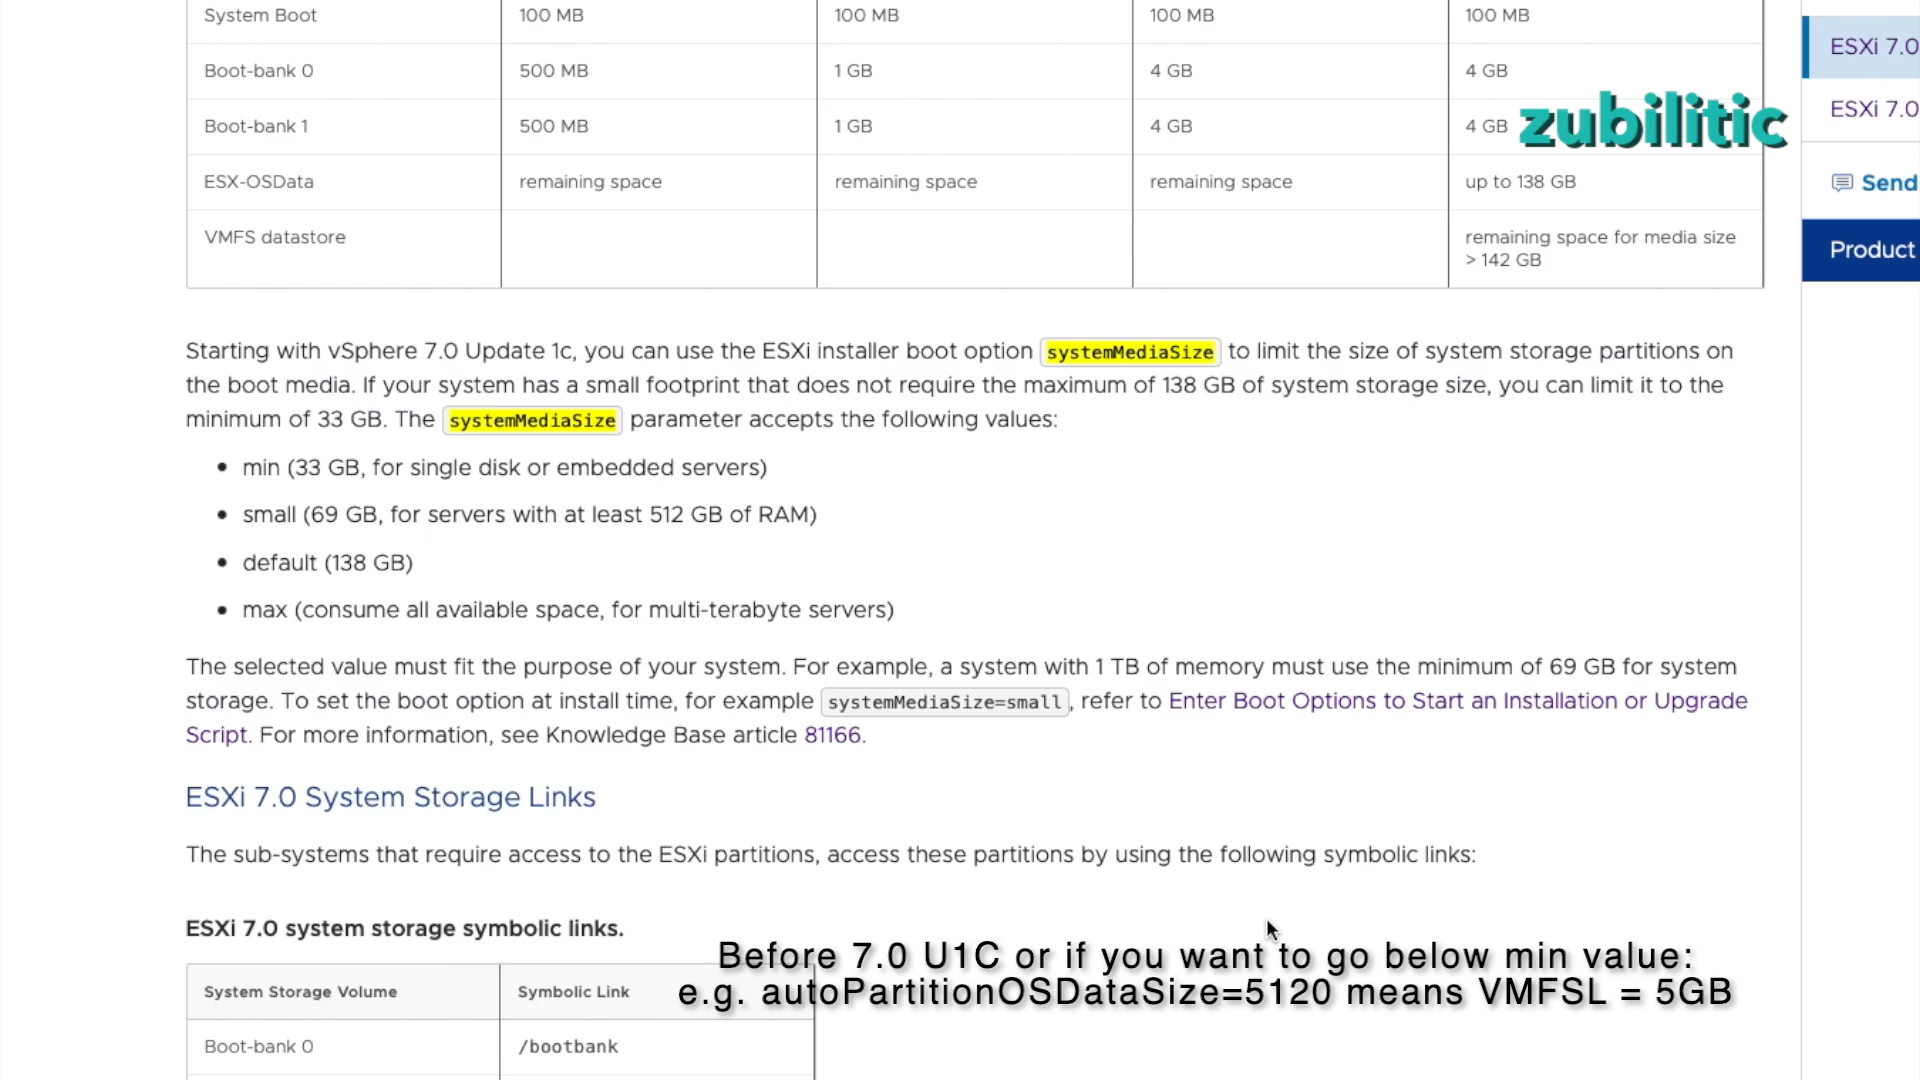 System Boot 100 MB 100 MB 100 MB 100 MB
Boot-bank 0 500 MB 1 GB 4 GB 4 GB
Boot-bank 1 500 MB 1 GB 4 GB 4 GB
ESX-OSData remaining space remaining space remaining space up to 138 GB
VMFS datastore remaining space for media size
> 142 GB
zubilitic
ESXi 7.0
ESXi 7.0
Send
Product
Starting with vSphere 7.0 Update 1c, you can use the ESXi installer boot option systemMediaSize to limit the size of system storage partitions on
the boot media. If your system has a small footprint that does not require the maximum of 138 GB of system storage size, you can limit it to the
minimum of 33 GB. The systemMediaSize parameter accepts the following values:
• min (33 GB, for single disk or embedded servers)
• small (69 GB, for servers with at least 512 GB of RAM)
• default (138 GB)
• max (consume all available space, for multi-terabyte servers)
The selected value must fit the purpose of your system. For example, a system with 1 TB of memory must use the minimum of 69 GB for system
storage. To set the boot option at install time, for example systemMediaSize=small, refer to Enter Boot Options to Start an Installation or Upgrade
Script. For more information, see Knowledge Base article 81166.
ESXi 7.0 System Storage Links
The sub-systems that require access to the ESXi partitions, access these partitions by using the following symbolic links:
ESXi 7.0 system storage symbolic links.
System Storage Volume Symbolic Link
Boot-bank 0 /bootbank
Before 7.0 U1C or if you want to go below min value:
e.g. autoPartitionOSDataSize=5120 means VMFSL = 5GB